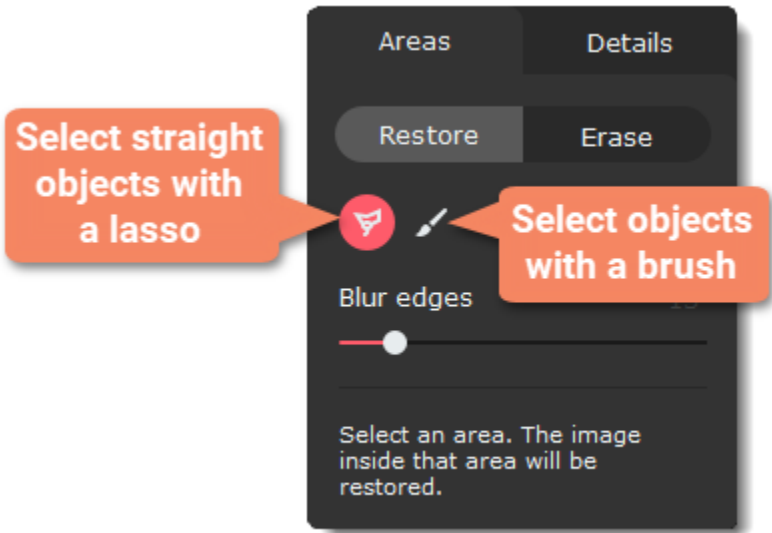 Areas
Details
Restore
Erase
Select straight
objects with
a lasso
Select objects
with a brush
Blur edges
Select an area. The image
inside that area will be
restored.